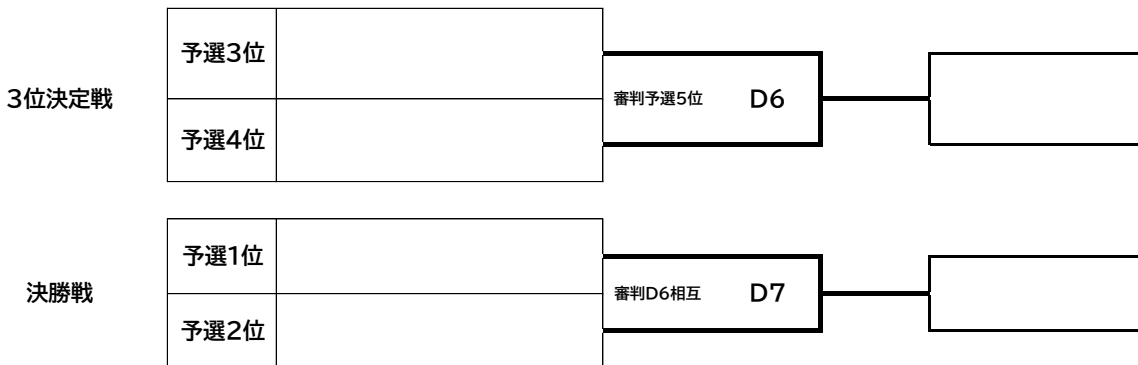 予選3位
3位決定戦
審判予選5位 D6
予選4位
予選1位
決勝戦
審判D6相互 D7
予選2位